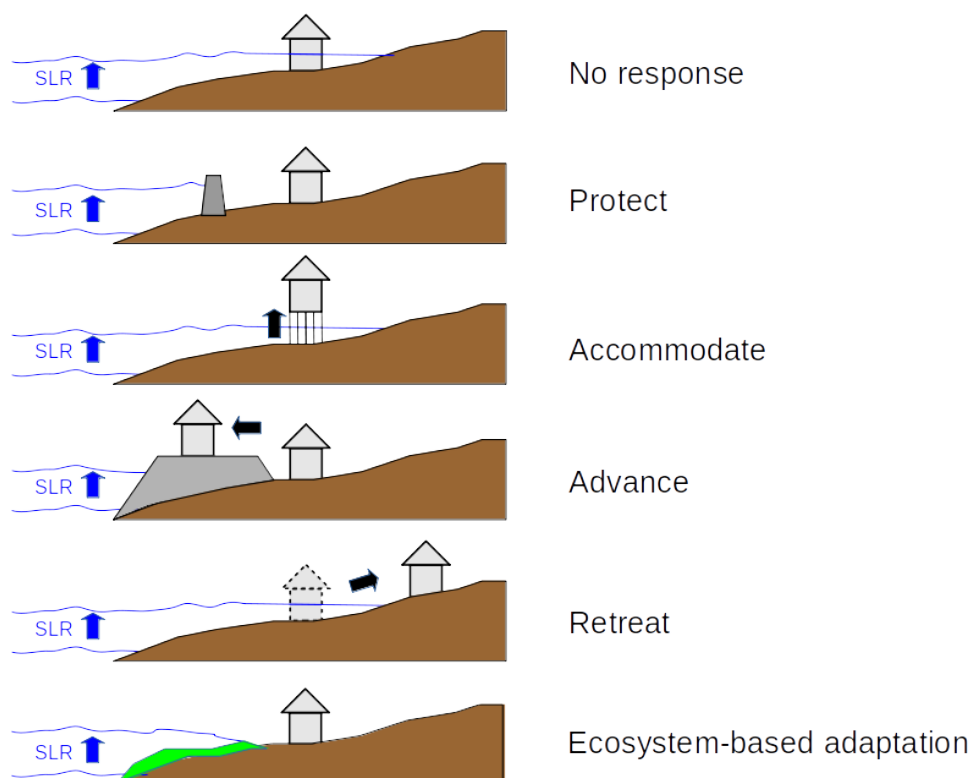 SLR
No response
SLR
Protect
SLR
Accommodate
SLR
Advance
SLR
Retreat
SLR
Ecosystem-based adaptation